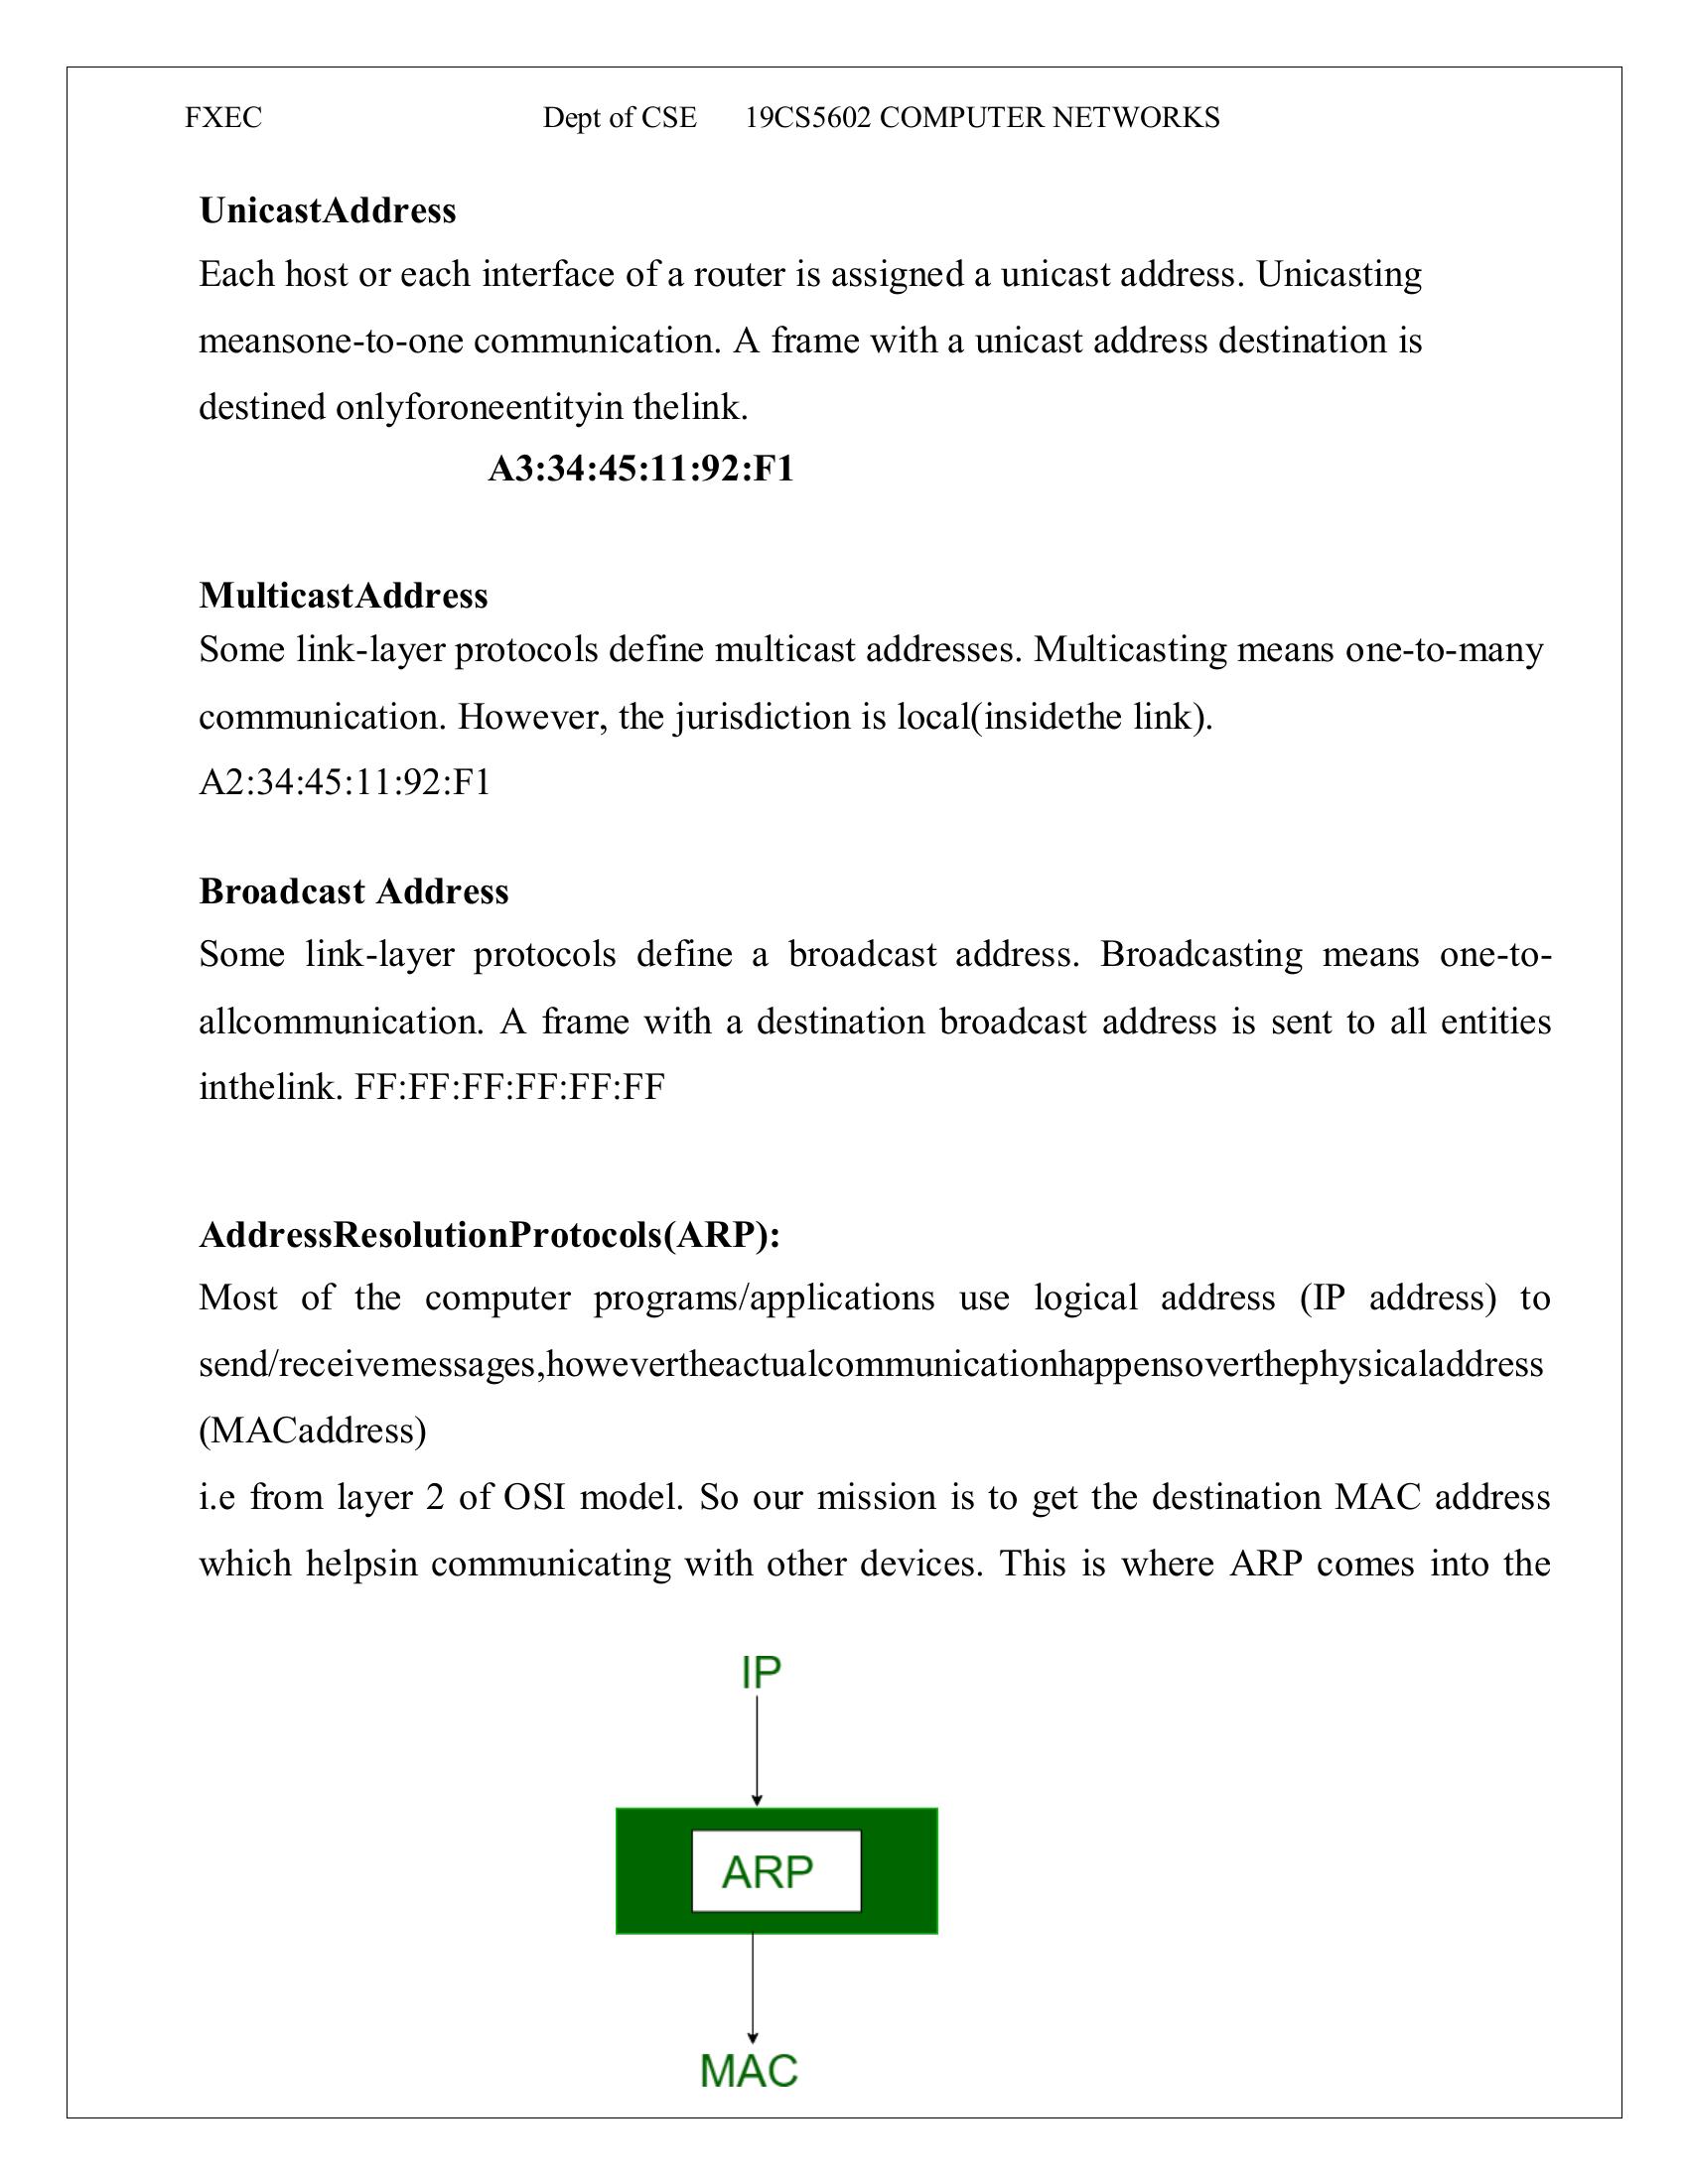 FXEC Dept of CSE 19CS5602 COMPUTER NETWORKS
UnicastAddress
Each host or each interface of a router is assigned a unicast address. Unicasting
meansone-to-one communication. A frame with a unicast address destination is
destined onlyforoneentityin thelink.
A3:34:45:11:92:F1
MulticastAddress
Some link-layer protocols define multicast addresses. Multicasting means one-to-many
communication. However, the jurisdiction is local(insidethe link).
A2:34:45:11:92:F1
Broadcast Address
Some link-layer protocols define a broadcast address. Broadcasting means one-to-
allcommunication. A frame with a destination broadcast address is sent to all entities
inthelink. FF:FF:FF:FF:FF:FF
AddressResolutionProtocols(ARP):
Most of the computer programs/applications use logical address (IP address) to
send/receivemessages,howevertheactualcommunicationhappensoverthephysicaladdress
(MACaddress)
i.e from layer 2 of OSI model. So our mission is to get the destination MAC address
which helpsin communicating with other devices. This is where ARP comes into the
IP
ARP
MAC